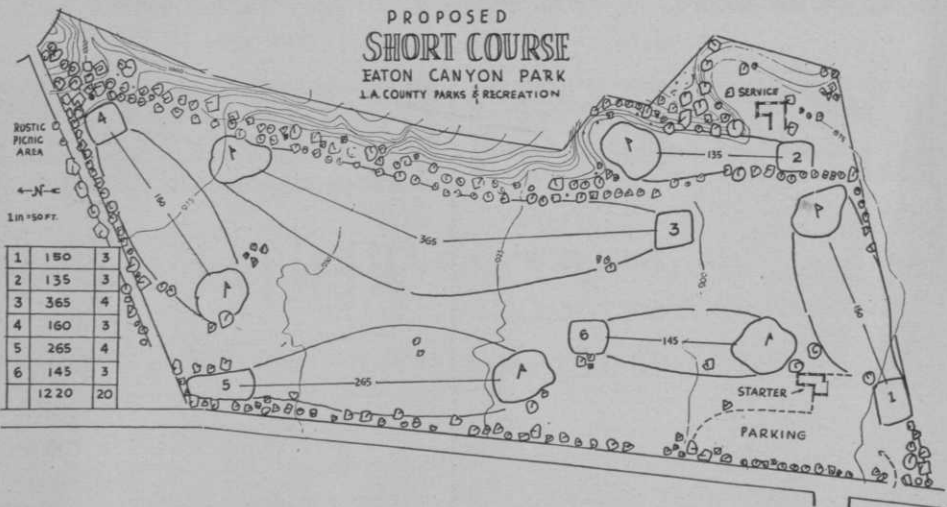 PROPOSED
SHORT COURSE
EATON CANYON PARK
L.A. COUNTY PARKS & RECREATION
SERVICE
RUSTIC
PICNIC
AREA
N
1 in = 50 FT.
1 150 3
2 135 3
3 365 4
4 160 3
5 265 4
6 145 3
1220 20
4
160
135
2
365
3
6
145
5
265
1
STARTER
PARKING
900